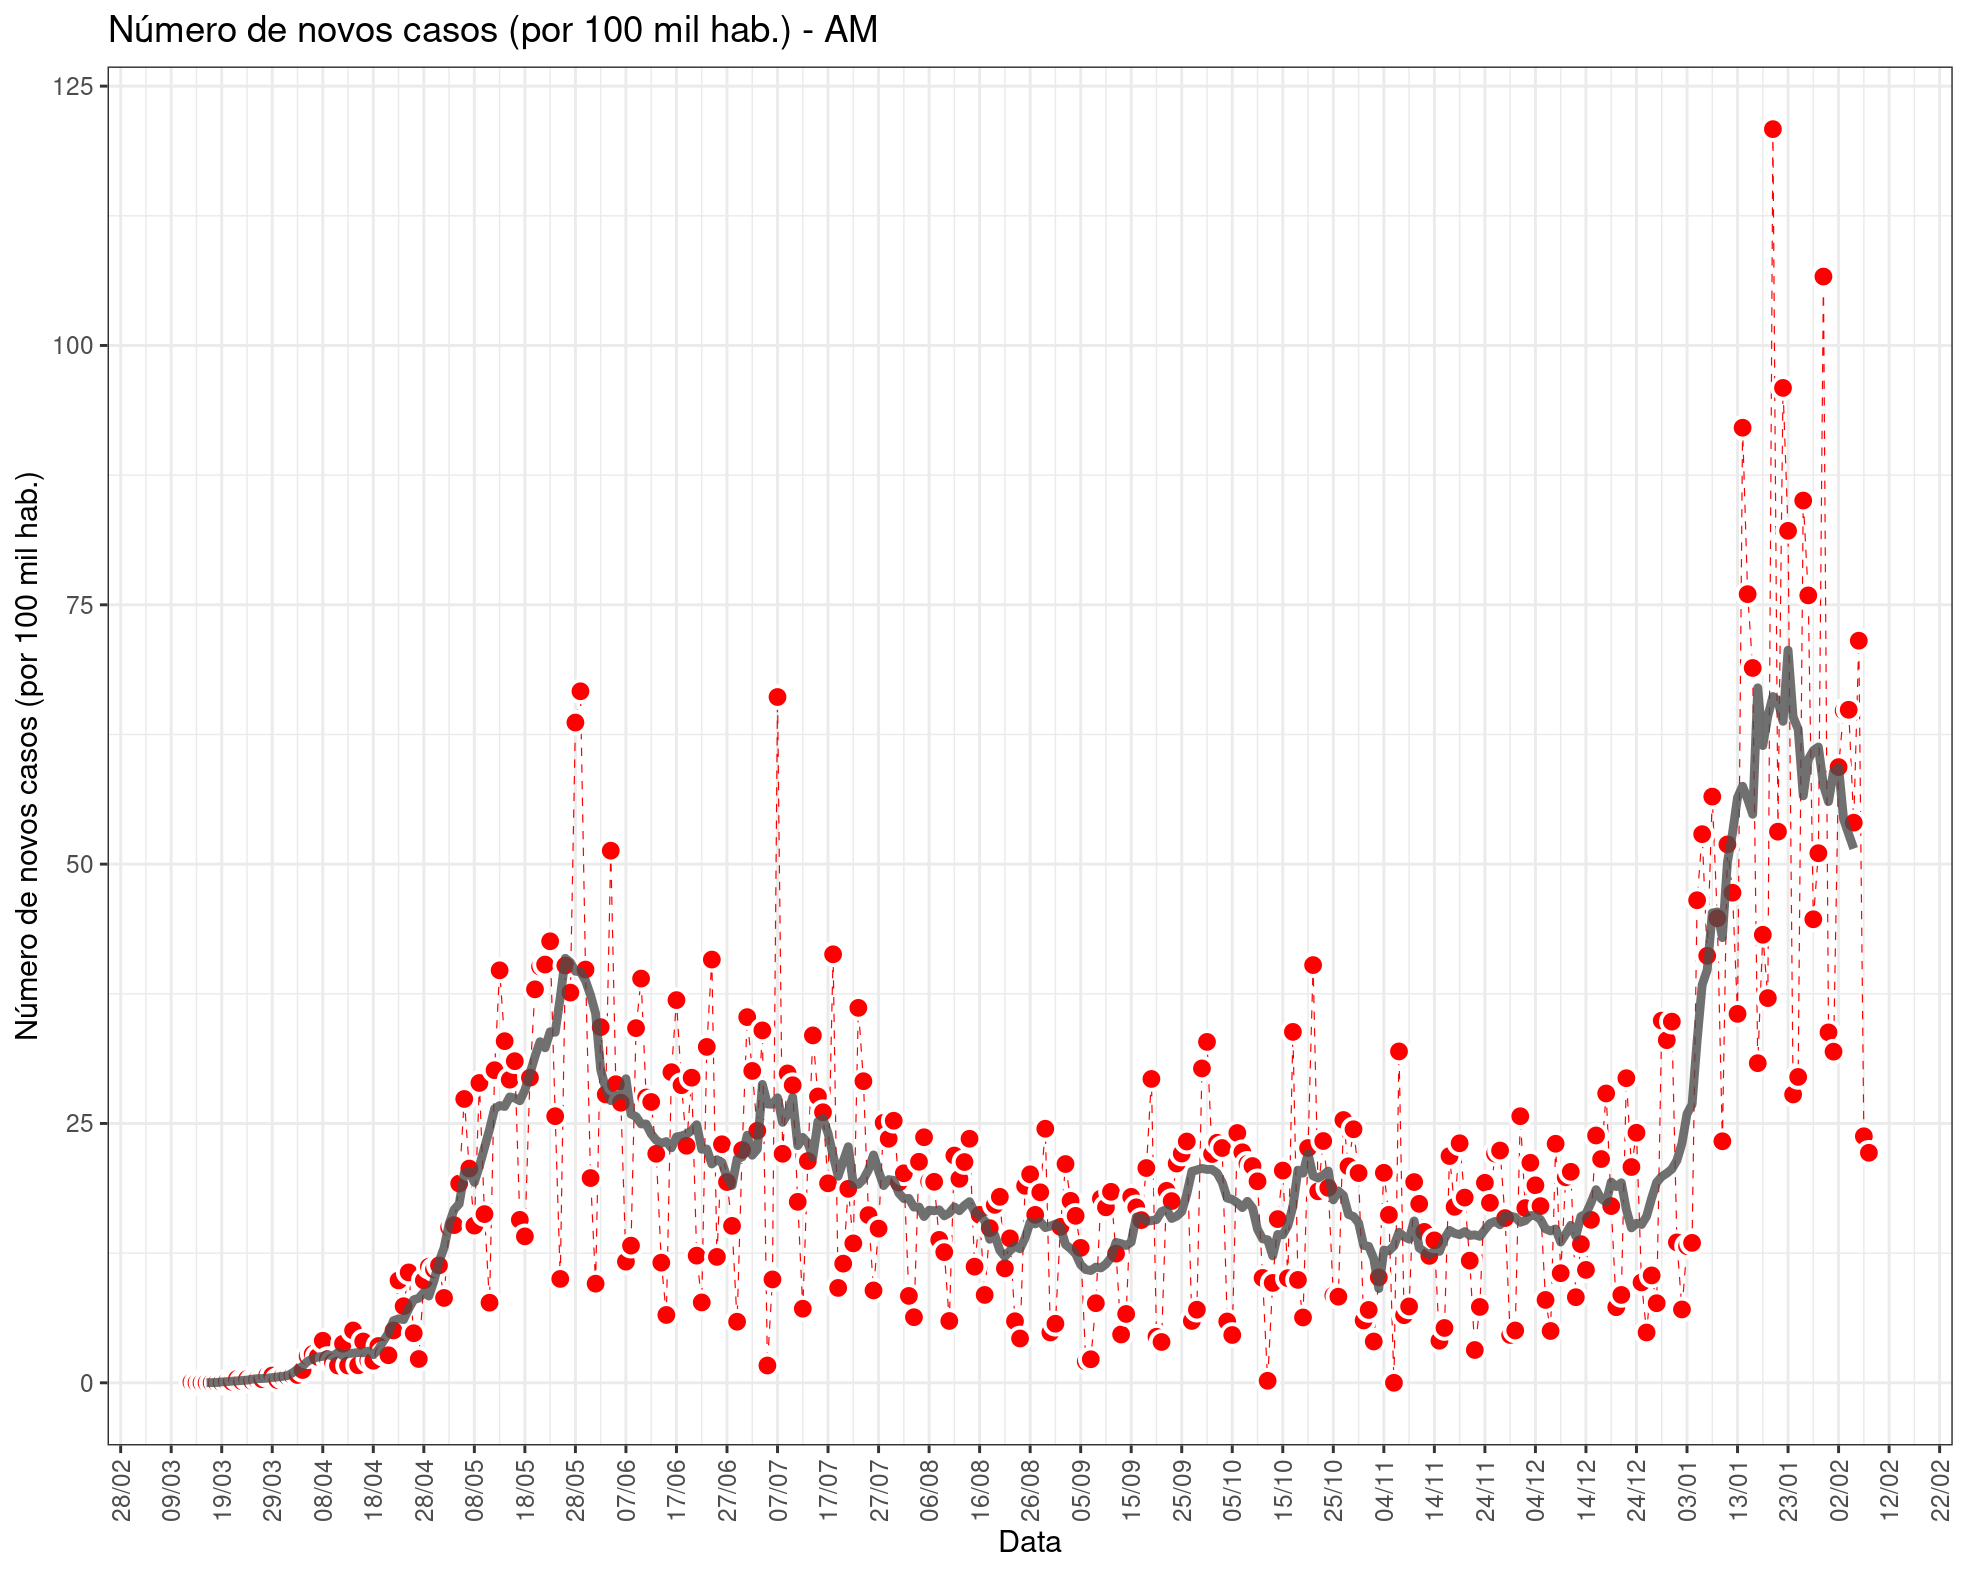 Número de novos casos (por 100 mil hab.) - AM
Número de novos casos (por 100 mil hab.)
125
100
75
50
25
0
28/02 09/03 19/03 29/03 08/04 18/04 28/04 08/05 18/05 28/05 07/06 17/06 27/06 07/07 17/07 27/07 06/08 16/08 26/08 05/09 15/09 25/09 05/10 15/10 25/10 04/11 14/11 24/11 04/12 14/12 24/12 03/01 13/01 23/01 02/02 12/02 22/02
Data